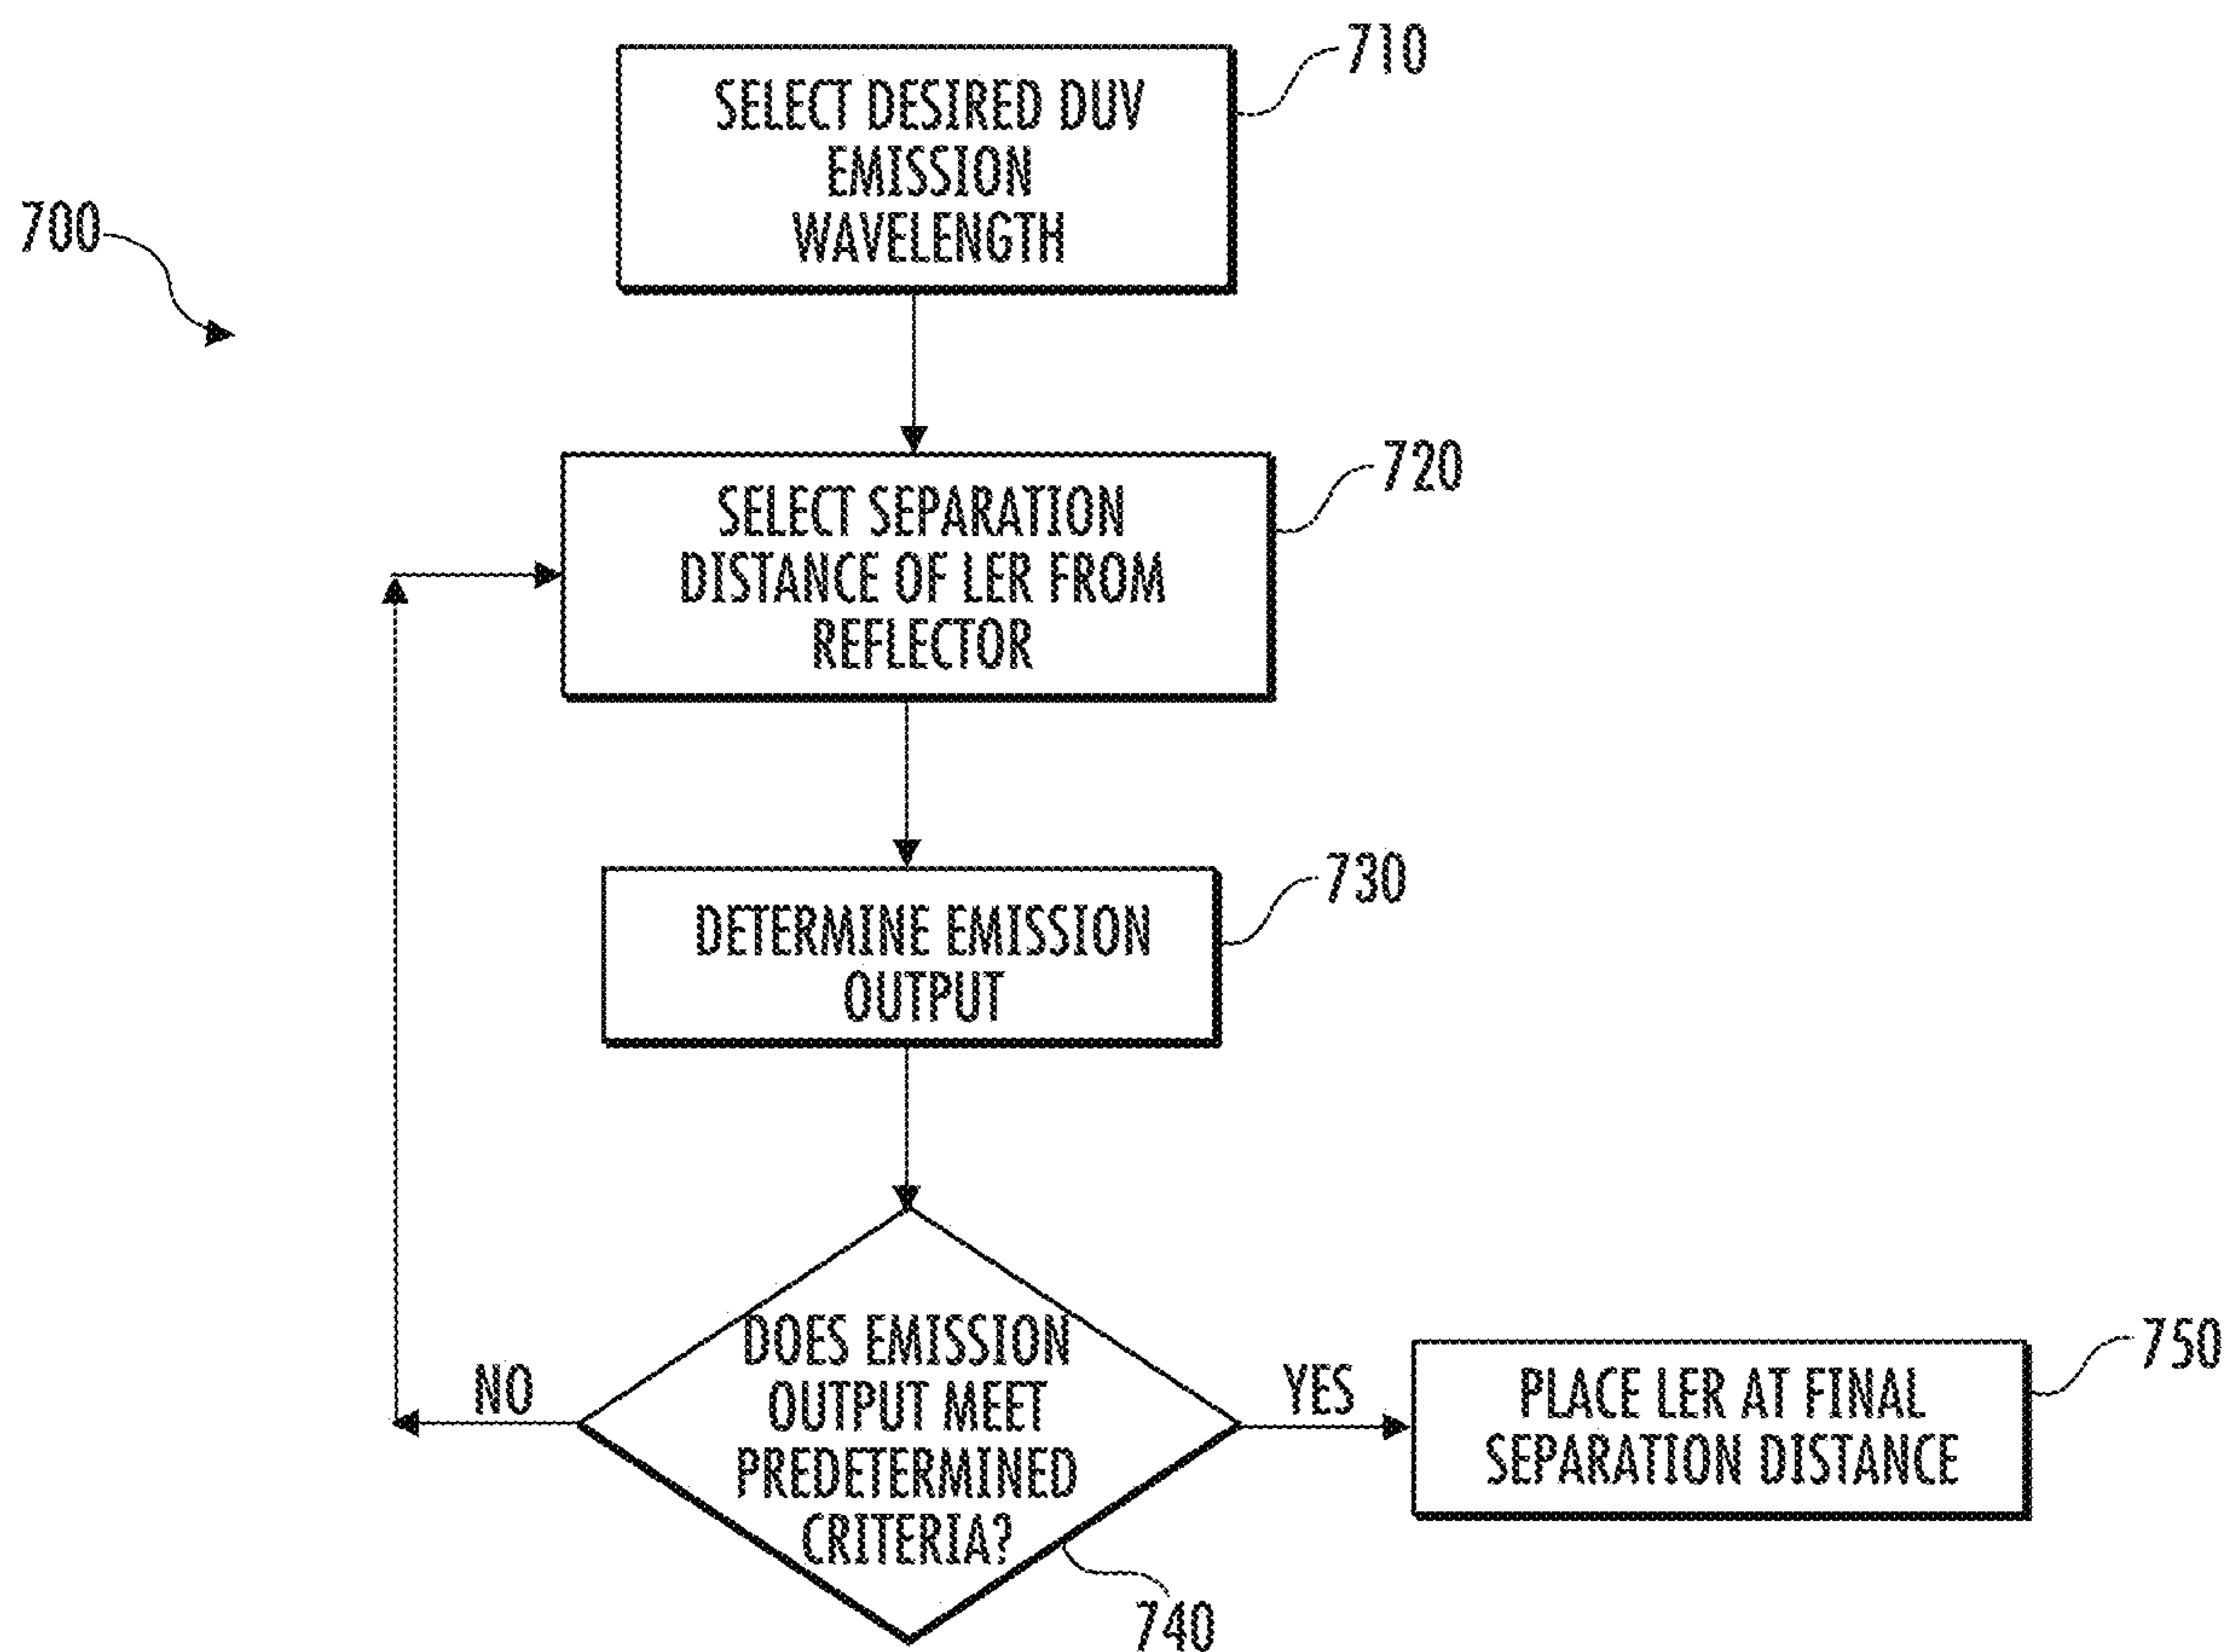 710
SELECT DESIRED DUV
EMISSION
WAVELENGTH
700
720
SELECT SEPARATION
DISTANCE OF LER FROM
REFLECTOR
730
DETERMINE EMISSION
OUTPUT
DOES EMISSION
OUTPUT MEET
PREDETERMINED
CRITERIA?
NO
YES
750
PLACE LER AT FINAL
SEPARATION DISTANCE
740